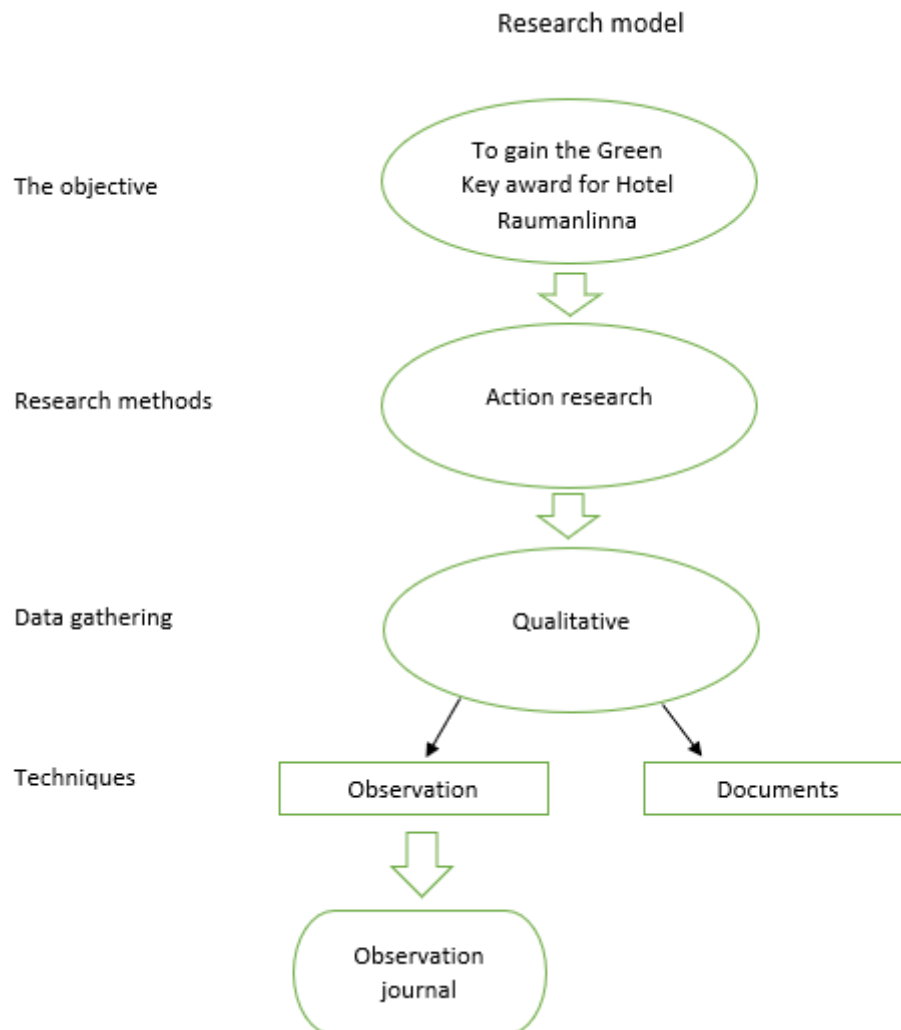 Research model
The objective
To gain the Green
Key award for Hotel
Raumanlinna
Research methods
Action research
Data gathering
Qualitative
Techniques
Observation
Documents
Observation
journal